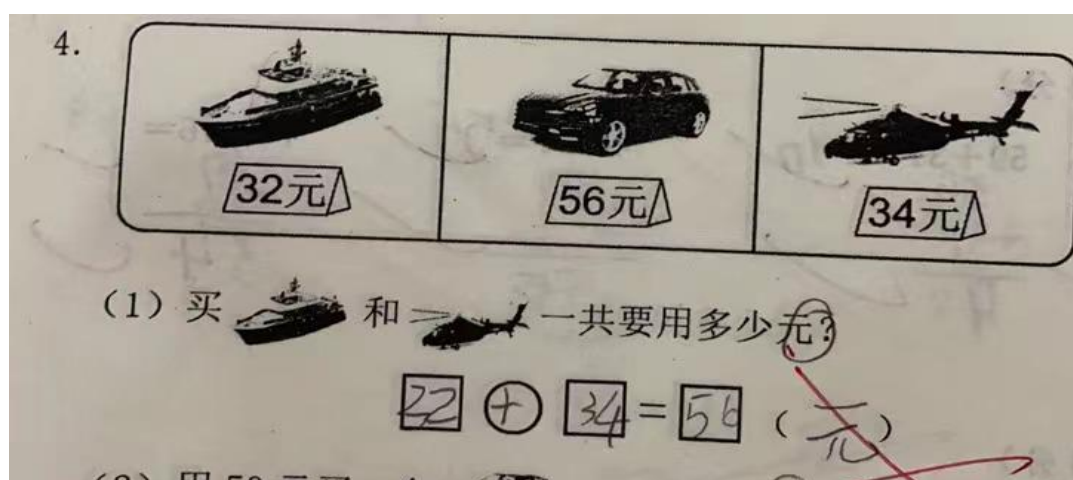 4.
32元 56元 34元
(1) 买 和 一共要用多少元?
22 + 34 = 56 (元)